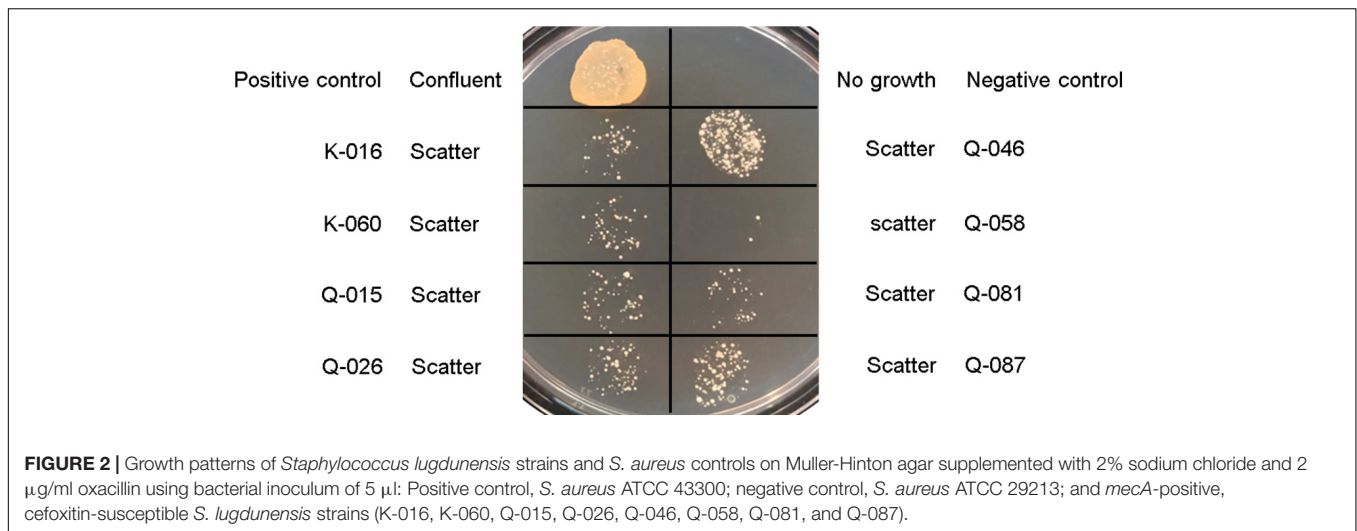 Positive control Confluent No growth Negative control
K-016 Scatter Scatter Q-046
K-060 Scatter scatter Q-058
Q-015 Scatter Scatter Q-081
Q-026 Scatter Scatter Q-087
FIGURE 2 | Growth patterns of Staphylococcus lugdunensis strains and S. aureus controls on Muller-Hinton agar supplemented with 2% sodium chloride and 2
μg/ml oxacillin using bacterial inoculum of 5 μl: Positive control, S. aureus ATCC 43300; negative control, S. aureus ATCC 29213; and mecA-positive,
cefoxitin-susceptible S. lugdunensis strains (K-016, K-060, Q-015, Q-026, Q-046, Q-058, Q-081, and Q-087).